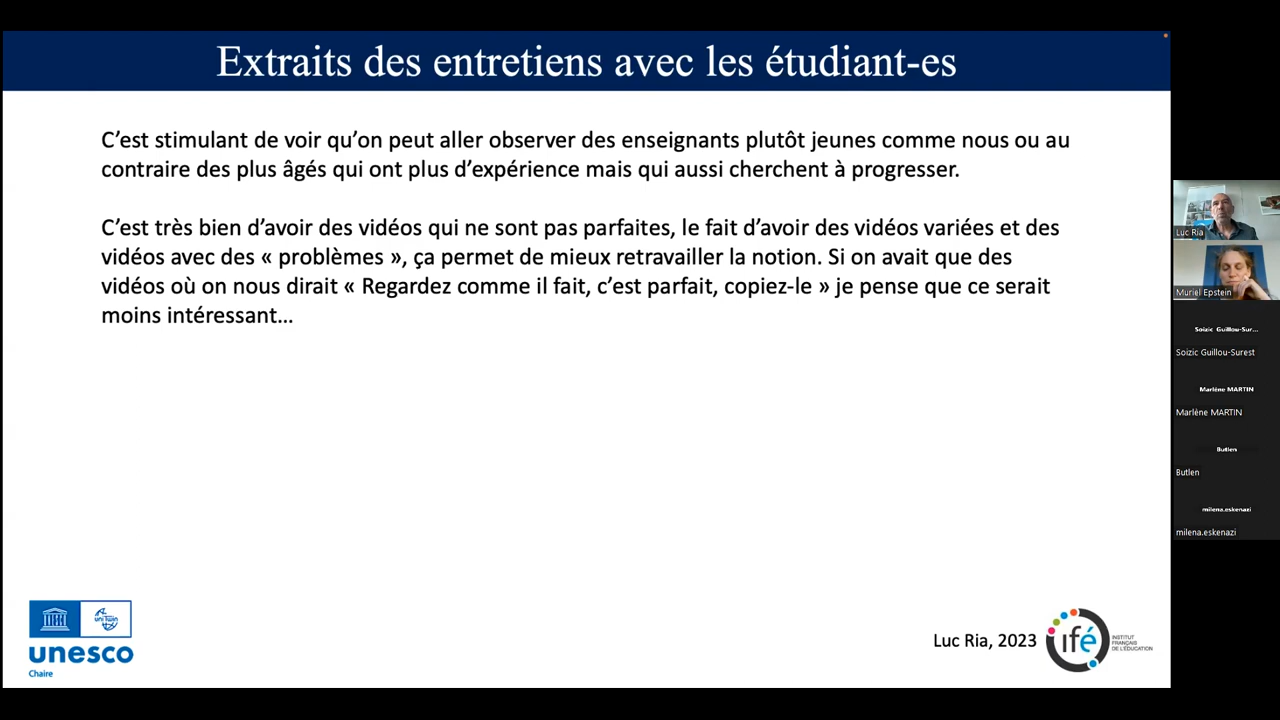 Extraits des entretiens avec les étudiant-es
C’est stimulant de voir qu’on peut aller observer des enseignants plutôt jeunes comme nous ou au
contraire des plus âgés qui ont plus d’expérience mais qui aussi cherchent à progresser.
C’est très bien d’avoir des vidéos qui ne sont pas parfaites, le fait d’avoir des vidéos variées et des
vidéos avec des « problèmes », ça permet de mieux retravailler la notion. Si on avait que des
vidéos où on nous dirait « Regardez comme il fait, c’est parfait, copiez-le » je pense que ce serait
moins intéressant…
uni Twin
unesco
Chaire
Luc Ria, 2023
ifé
INSTITUT
FRANÇAIS
DE L’ÉDUCATION
Luc Ria
Muriel Epstein
Soizic Guillou-Sur...
Soizic Guillou-Surest
Marlène MARTIN
Marlène MARTIN
Butlen
Butlen
milena.eskenazi
milena.eskenazi